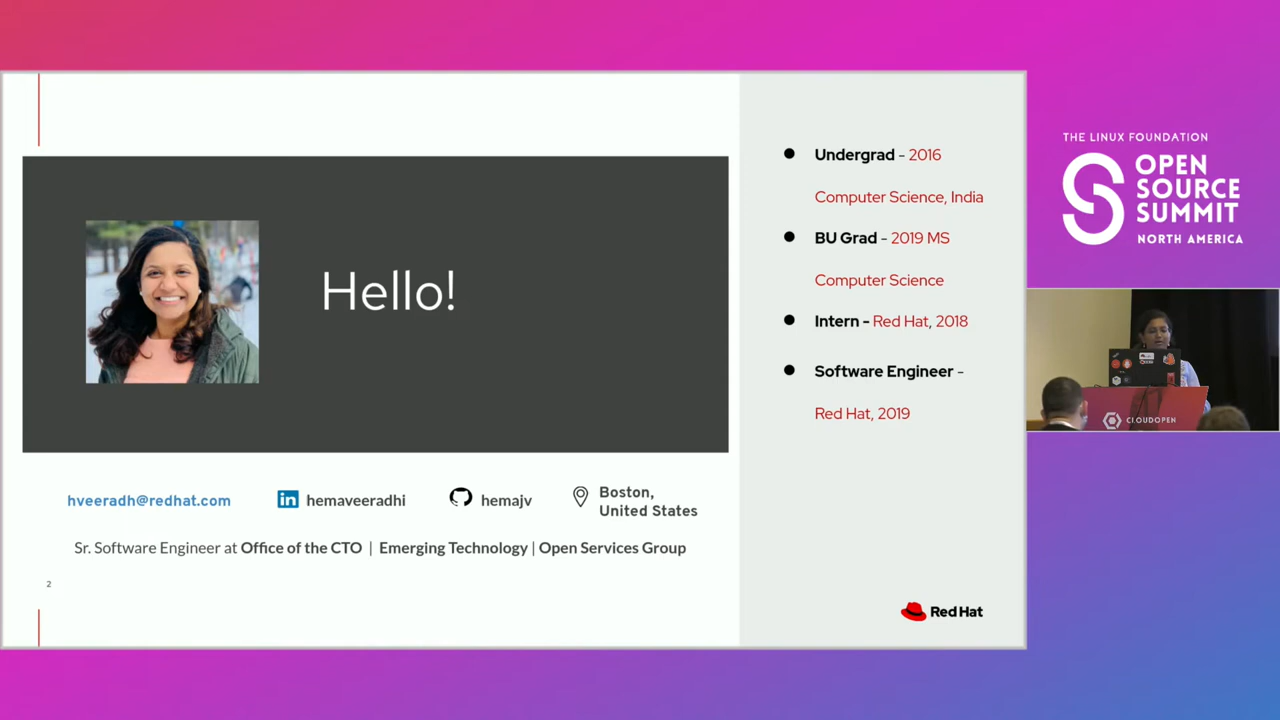 Hello!
hveeradh@redhat.com
hemaveeradhi
hemajv
Boston,
United States
Sr. Software Engineer at Office of the CTO | Emerging Technology | Open Services Group
2
● Undergrad - 2016
Computer Science, India
● BU Grad - 2019 MS
Computer Science
● Intern - Red Hat, 2018
● Software Engineer -
Red Hat, 2019
Red Hat
THE LINUX FOUNDATION
OPEN
SOURCE
SUMMIT
NORTH AMERICA
CLOUDOPEN